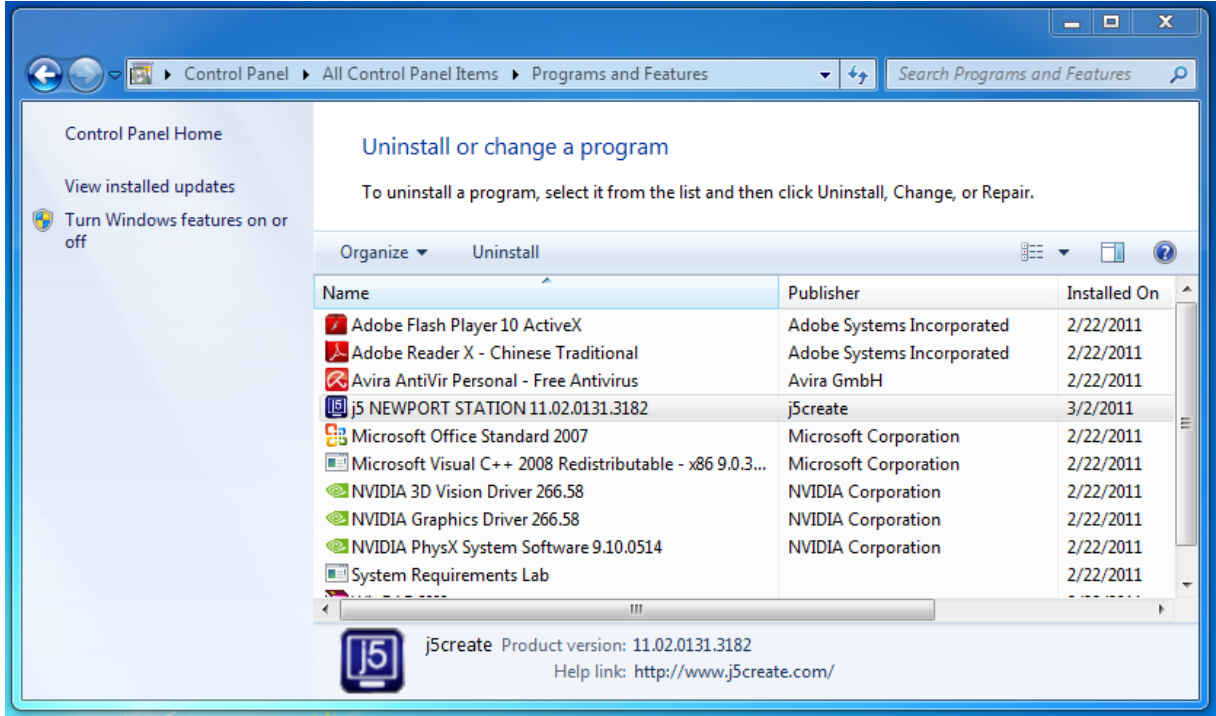 Control Panel All Control Panel Items Programs and Features Search Programs and Features
Control Panel Home
View installed updates
Turn Windows features on or
off
Uninstall or change a program
To uninstall a program, select it from the list and then click Uninstall, Change, or Repair.
Organize Uninstall
Name Publisher Installed On
Adobe Flash Player 10 ActiveX Adobe Systems Incorporated 2/22/2011
Adobe Reader X - Chinese Traditional Adobe Systems Incorporated 2/22/2011
Avira AntiVir Personal - Free Antivirus Avira GmbH 2/22/2011
j5 NEWPORT STATION 11.02.0131.3182 j5create 3/2/2011
Microsoft Office Standard 2007 Microsoft Corporation 2/22/2011
Microsoft Visual C++ 2008 Redistributable - x86 9.0.3... Microsoft Corporation 2/22/2011
NVIDIA 3D Vision Driver 266.58 NVIDIA Corporation 2/22/2011
NVIDIA Graphics Driver 266.58 NVIDIA Corporation 2/22/2011
NVIDIA PhysX System Software 9.10.0514 NVIDIA Corporation 2/22/2011
System Requirements Lab 2/22/2011
j5 j5create Product version: 11.02.0131.3182
Help link: http://www.j5create.com/